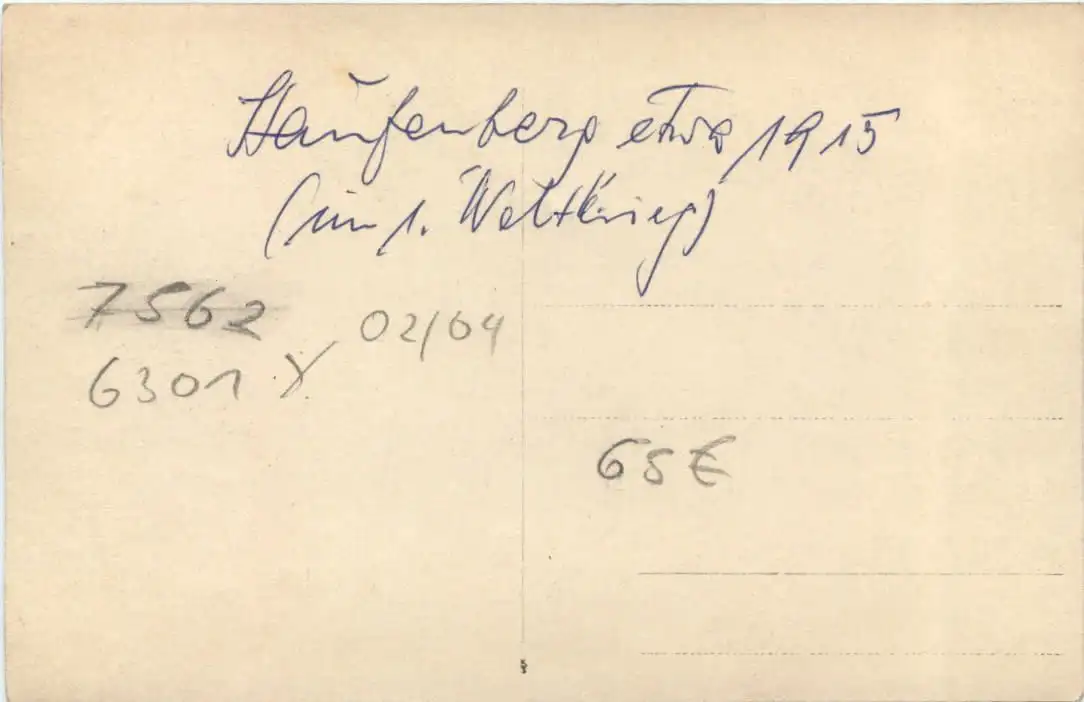 Staufenberg etwa 1915
(im 1. Weltkrieg)
7562
02/04
6301 X
65 €